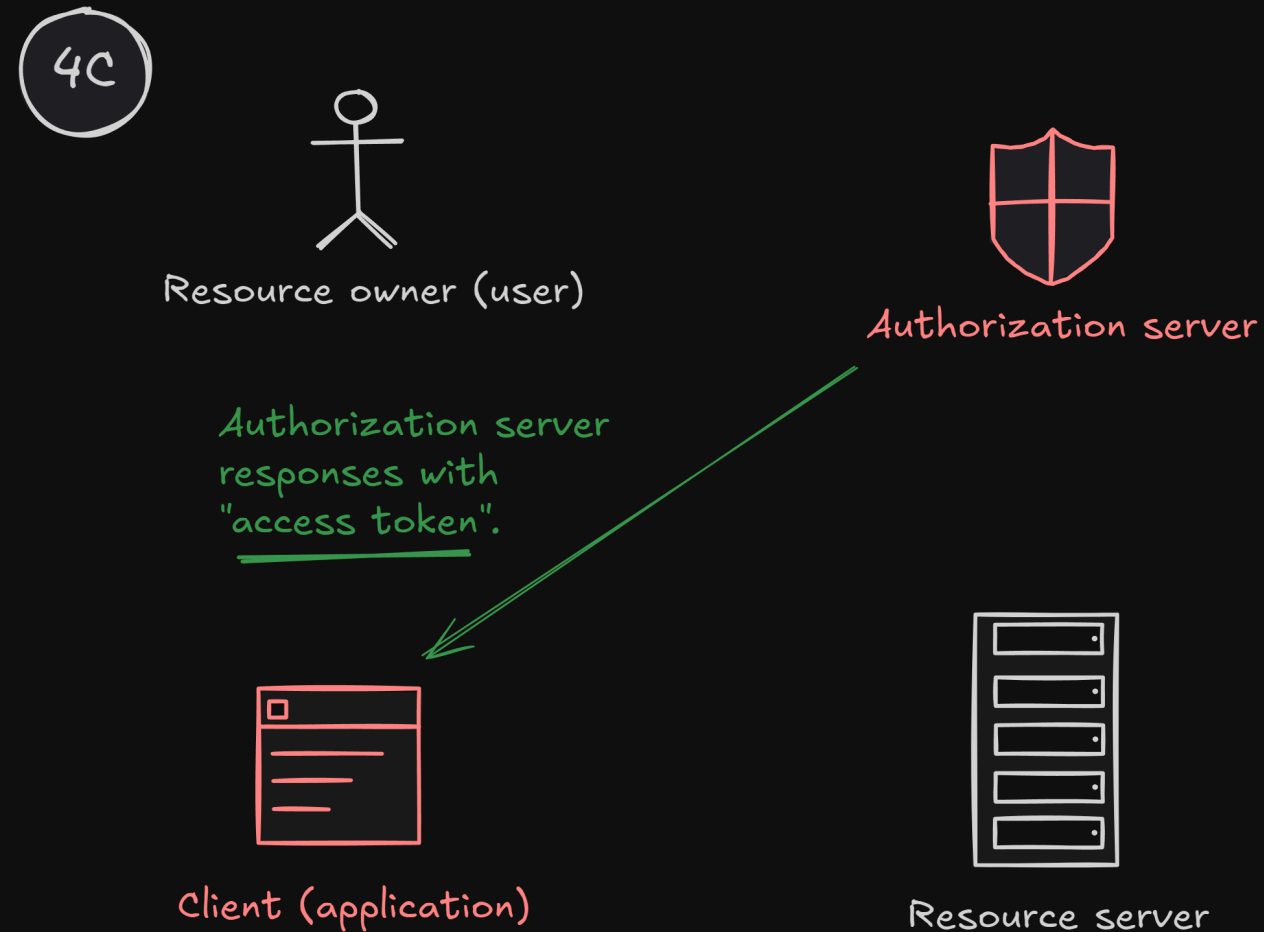 4C
Resource owner (user)
Authorization server
Authorization server
responses with
"access token".
Client (application)
Resource server